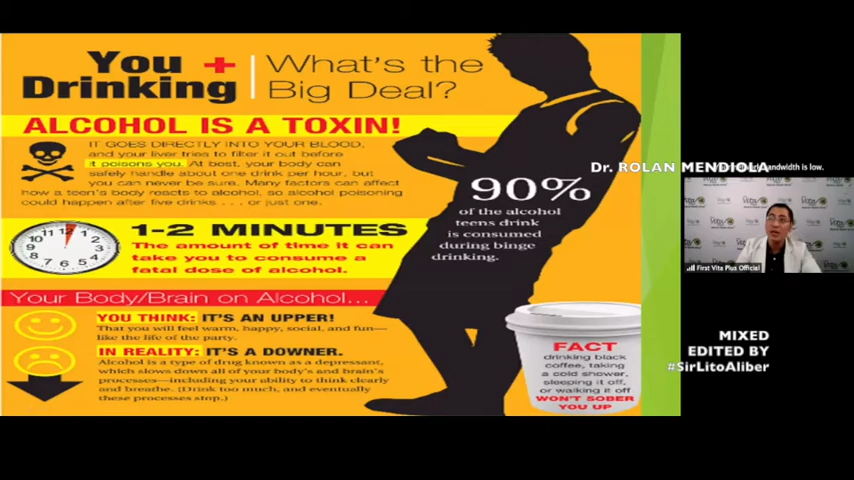 You + Drinking
What's the Big Deal?
ALCOHOL IS A TOXIN!
IT GOES DIRECTLY INTO YOUR BLOOD,
and your liver tries to filter it out before
it poisons you. At best, your body can
safely handle about one drink per hour, but
you can never be sure. Many factors can affect
how a teen's body reacts to alcohol, so alcohol poisoning
could happen after five drinks . . . or just one.
1-2 MINUTES
The amount of time it can
take you to consume a
fatal dose of alcohol.
Your Body/Brain on Alcohol...
YOU THINK: IT'S AN UPPER!
That you will feel warm, happy, social, and fun—
like the life of the party.
IN REALITY: IT'S A DOWNER.
Alcohol is a type of drug known as a depressant,
which slows down all of your body's and brain's
processes—including your ability to think clearly
and breathe. (Drink too much, and eventually
these processes stop.)
90%
of the alcohol
teens drink
is consumed
during binge
drinking.
FACT
drinking black
coffee, taking
a cold shower,
sleeping it off,
or walking it off
WON'T SOBER
YOU UP
Dr. ROLAN MENDIOLA
bandwidth is low.
First Vita Plus Official
MIXED
EDITED BY
#SirLitoAliber